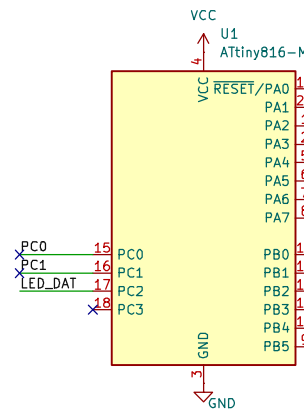 VCC
U1
ATtiny816-M
4
VCC
RESET/PA0
PA1
PA2
PA3
PA4
PA5
PA6
PA7
PC0 15 PC0 PB0
PC1 16 PC1 PB1
LED_DAT 17 PC2 PB2
18 PC3 PB3
PB4
PB5
GND
3
GND